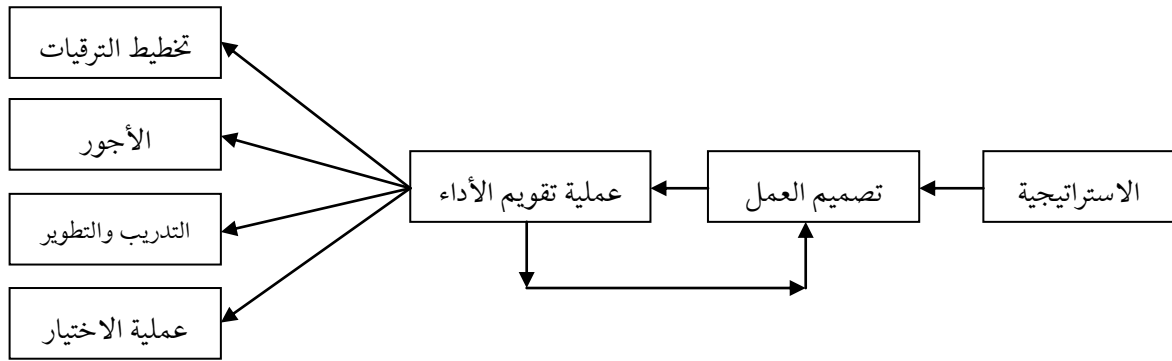 الاستراتيجية
تصميم العمل
عملية تقويم الأداء
تخطيط الترقيات
الأجور
التدريب والتطوير
عملية الاختيار